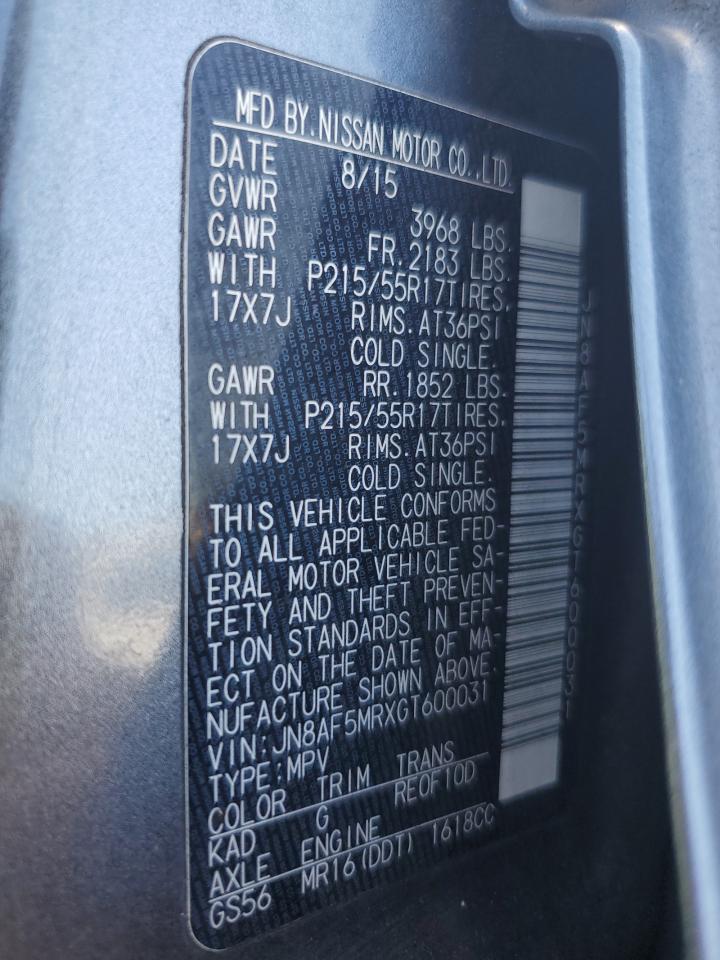 MFD BY.NISSAN MOTOR CO.,LTD.
DATE 8/15
GVWR 3968 LBS.
GAWR FR.2183 LBS.
WITH P215/55R17TIRES.
17X7J RIMS.AT36PSI
COLD SINGLE.
GAWR RR.1852 LBS.
WITH P215/55R17TIRES.
17X7J RIMS.AT36PSI
COLD SINGLE.
THIS VEHICLE CONFORMS
TO ALL APPLICABLE FED-
ERAL MOTOR VEHICLE SA-
FETY AND THEFT PREVEN-
TION STANDARDS IN EFF-
ECT ON THE DATE OF MA-
NUFACTURE SHOWN ABOVE.
VIN:JN8AF5MRXGT600031
TYPE:MPV
COLOR TRIM TRANS
KAD G REOF10D
AXLE ENGINE
GS56 MR16(DDT) 1618CC
JN8AF5MRXGT600031